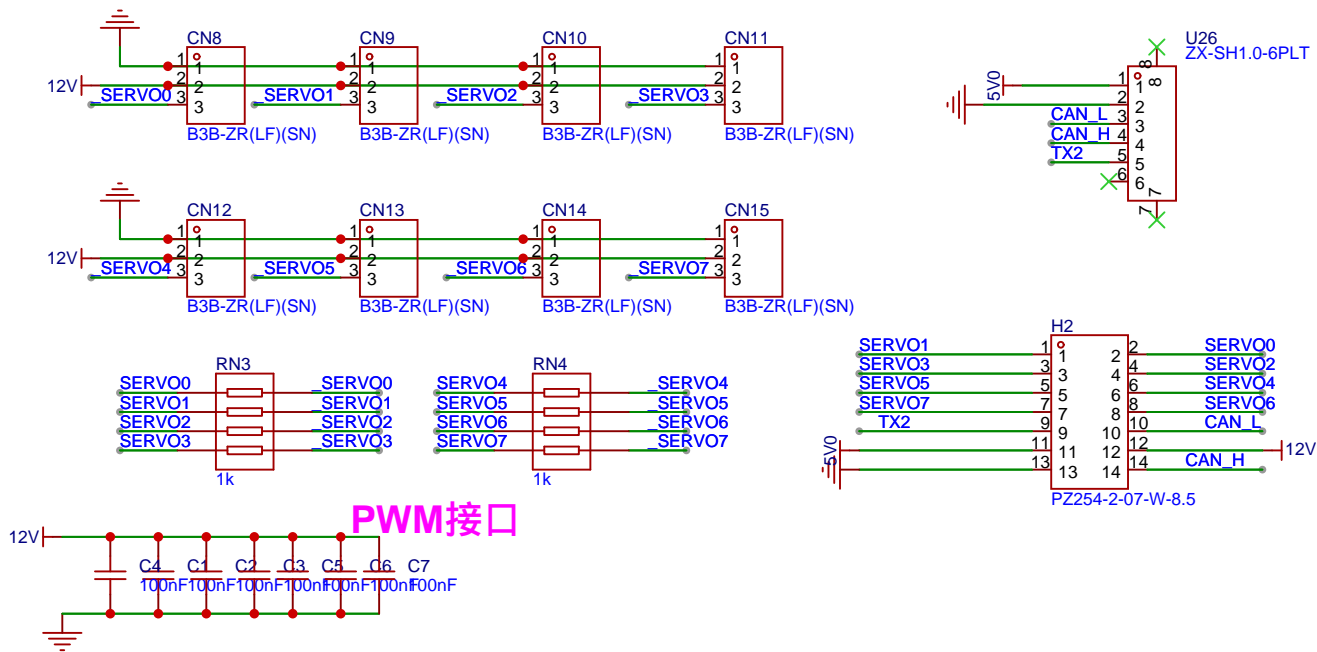 CN8 CN9 CN10 CN11
1 1 1 1 1 1 1 1
12V 2 2 2 2 2 2 2 2
_SERVO0 3 3 _SERVO1 3 3 _SERVO2 3 3 _SERVO3 3 3
B3B-ZR(LF)(SN) B3B-ZR(LF)(SN) B3B-ZR(LF)(SN) B3B-ZR(LF)(SN)
U26
ZX-SH1.0-6PLT
8 8
5V0 1 1
2 2
CAN_L 3 3
CAN_H 4 4
TX2 5 5
6 6
7 7
CN12 CN13 CN14 CN15
1 1 1 1 1 1 1 1
12V 2 2 2 2 2 2 2 2
_SERVO4 3 3 _SERVO5 3 3 _SERVO6 3 3 _SERVO7 3 3
B3B-ZR(LF)(SN) B3B-ZR(LF)(SN) B3B-ZR(LF)(SN) B3B-ZR(LF)(SN)
RN3 RN4
SERVO0 _SERVO0 SERVO4 _SERVO4
SERVO1 _SERVO1 SERVO5 _SERVO5
SERVO2 _SERVO2 SERVO6 _SERVO6
SERVO3 _SERVO3 SERVO7 _SERVO7
1k 1k
H2
SERVO1 1 1 2 2 SERVO0
SERVO3 3 3 4 4 SERVO2
SERVO5 5 5 6 6 SERVO4
SERVO7 7 7 8 8 SERVO6
TX2 9 9 10 10 CAN_L
5V0 11 11 12 12 12V
13 13 14 14 CAN_H
PZ254-2-07-W-8.5
PWM接口
12V
C4 C1 C2 C3 C5 C6 C7
100nF 100nF 100nF 100nF 100nF 100nF 100nF